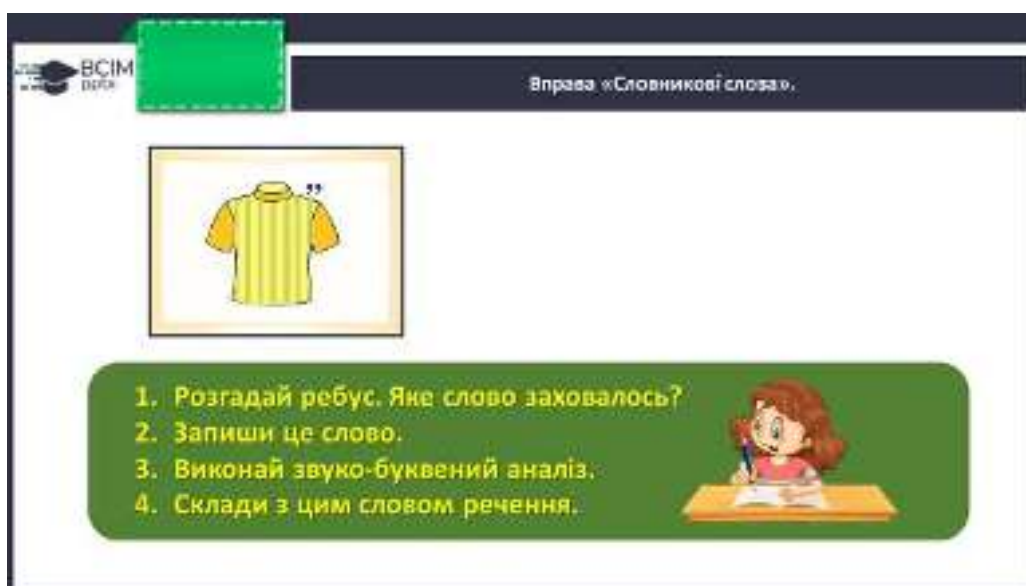 ВСІМ
pptx
Вправа «Словникові слова».
,,
1. Розгадай ребус. Яке слово заховалось?
2. Запиши це слово.
3. Виконай звуко-буквений аналіз.
4. Склади з цим словом речення.